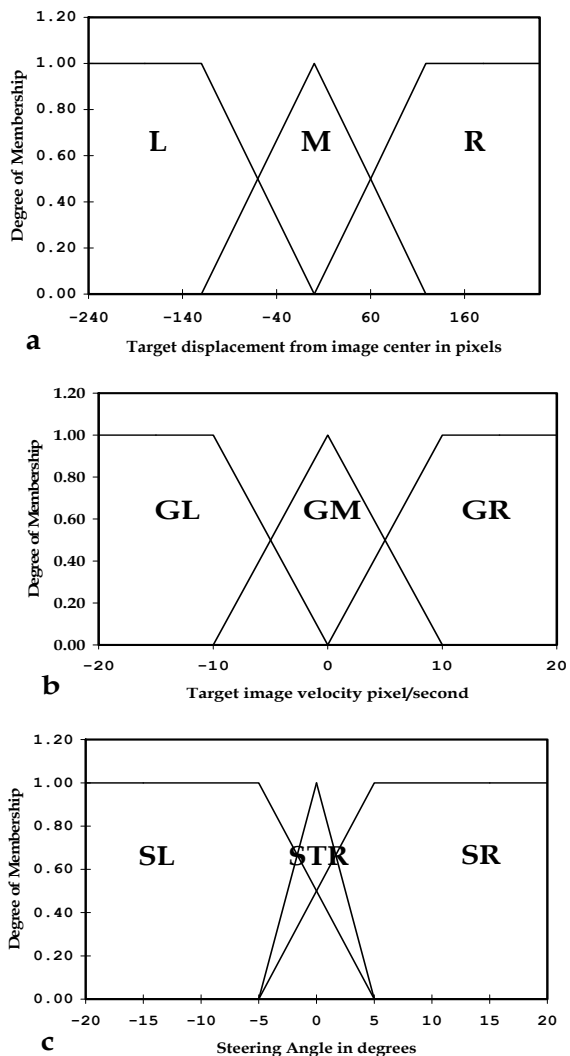 1.20
1.00
0.80
0.60
0.40
0.20
0.00
Degree of Membership
L M R
-240 -140 -40 60 160
a
Target displacement from image center in pixels
1.20
1.00
0.80
0.60
0.40
0.20
0.00
Degree of Membership
GL GM GR
-20 -10 0 10 20
b
Target image velocity pixel/second
1.20
1.00
0.80
0.60
0.40
0.20
0.00
Degree of Membership
SL STR SR
-20 -15 -10 -5 0 5 10 15 20
c
Steering Angle in degrees